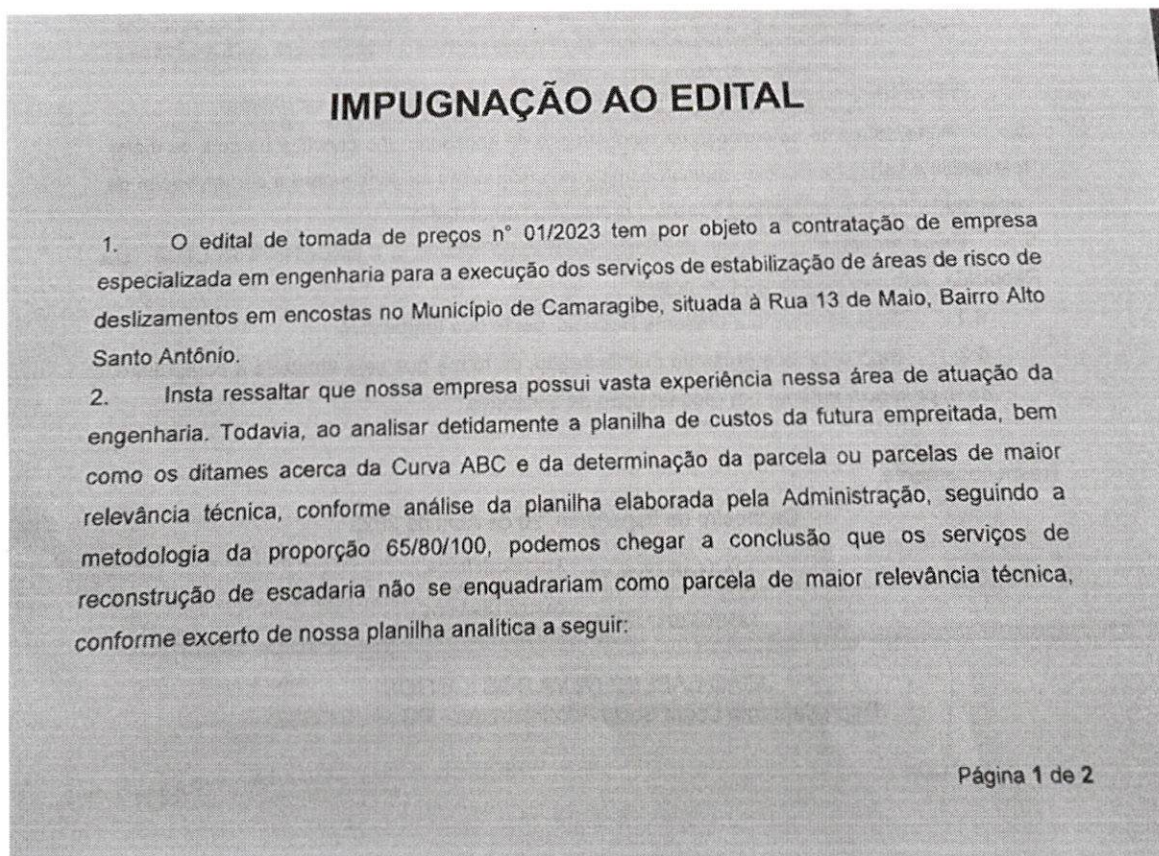 IMPUGNAÇÃO AO EDITAL
1. O edital de tomada de preços n° 01/2023 tem por objeto a contratação de empresa
especializada em engenharia para a execução dos serviços de estabilização de áreas de risco de
deslizamentos em encostas no Município de Camaragibe, situada à Rua 13 de Maio, Bairro Alto
Santo Antônio.
2. Insta ressaltar que nossa empresa possui vasta experiência nessa área de atuação da
engenharia. Todavia, ao analisar detidamente a planilha de custos da futura empreitada, bem
como os ditames acerca da Curva ABC e da determinação da parcela ou parcelas de maior
relevância técnica, conforme análise da planilha elaborada pela Administração, seguindo a
metodologia da proporção 65/80/100, podemos chegar a conclusão que os serviços de
reconstrução de escadaria não se enquadrariam como parcela de maior relevância técnica,
conforme excerto de nossa planilha analítica a seguir:
Página 1 de 2